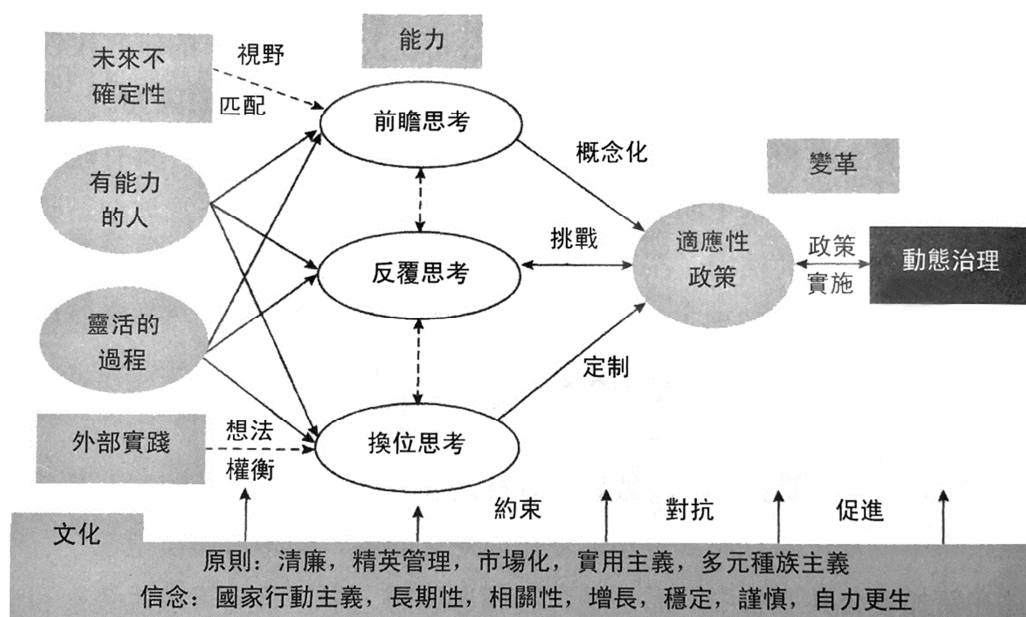 能力
未來不
確定性
視野
匹配
前瞻思考
概念化
變革
有能力
的人
反覆思考
挑戰
適應性
政策
政策
實施
動態治理
靈活的
過程
定制
外部實踐
想法
權衡
換位思考
約束
對抗
促進
文化
原則：清廉，精英管理，市場化，實用主義，多元種族主義
信念：國家行動主義，長期性，相關性，增長，穩定，謹慎，自力更生